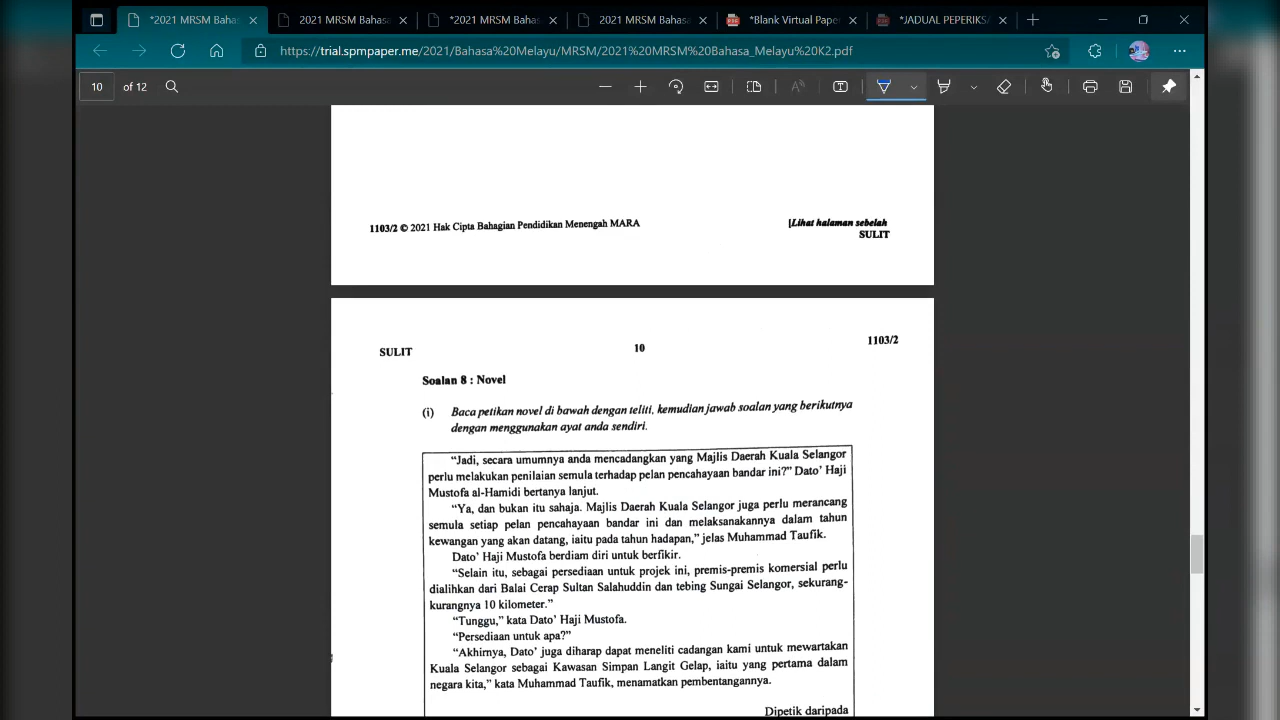 *2021 MRSM Bahas
2021 MRSM Bahasa
*2021 MRSM Bahas
2021 MRSM Bahasa
*Blank Virtual Pape
*JADUAL PEPERIKSA
https://trial.spmpaper.me/2021/Bahasa%20Melayu/MRSM/2021%20MRSM%20Bahasa_Melayu%20K2.pdf
10 of 12
1103/2 © 2021 Hak Cipta Bahagian Pendidikan Menengah MARA
[Lihat halaman sebelah
SULIT
SULIT 10 1103/2
Soalan 8 : Novel
(i) Baca petikan novel di bawah dengan teliti, kemudian jawab soalan yang berikutnya
dengan menggunakan ayat anda sendiri.
“Jadi, secara umumnya anda mencadangkan yang Majlis Daerah Kuala Selangor
perlu melakukan penilaian semula terhadap pelan pencahayaan bandar ini?” Dato’ Haji
Mustofa al-Hamidi bertanya lanjut.
“Ya, dan bukan itu sahaja. Majlis Daerah Kuala Selangor juga perlu merancang
semula setiap pelan pencahayaan bandar ini dan melaksanakannya dalam tahun
kewangan yang akan datang, iaitu pada tahun hadapan,” jelas Muhammad Taufik.
Dato’ Haji Mustofa berdiam diri untuk berfikir.
“Selain itu, sebagai persediaan untuk projek ini, premis-premis komersial perlu
dialihkan dari Balai Cerap Sultan Salahuddin dan tebing Sungai Selangor, sekurang-
kurangnya 10 kilometer.”
“Tunggu,” kata Dato’ Haji Mustofa.
“Persediaan untuk apa?”
“Akhirnya, Dato’ juga diharap dapat meneliti cadangan kami untuk mewartakan
Kuala Selangor sebagai Kawasan Simpan Langit Gelap, iaitu yang pertama dalam
negara kita,” kata Muhammad Taufik, menamatkan pembentangannya.
Dipetik daripada